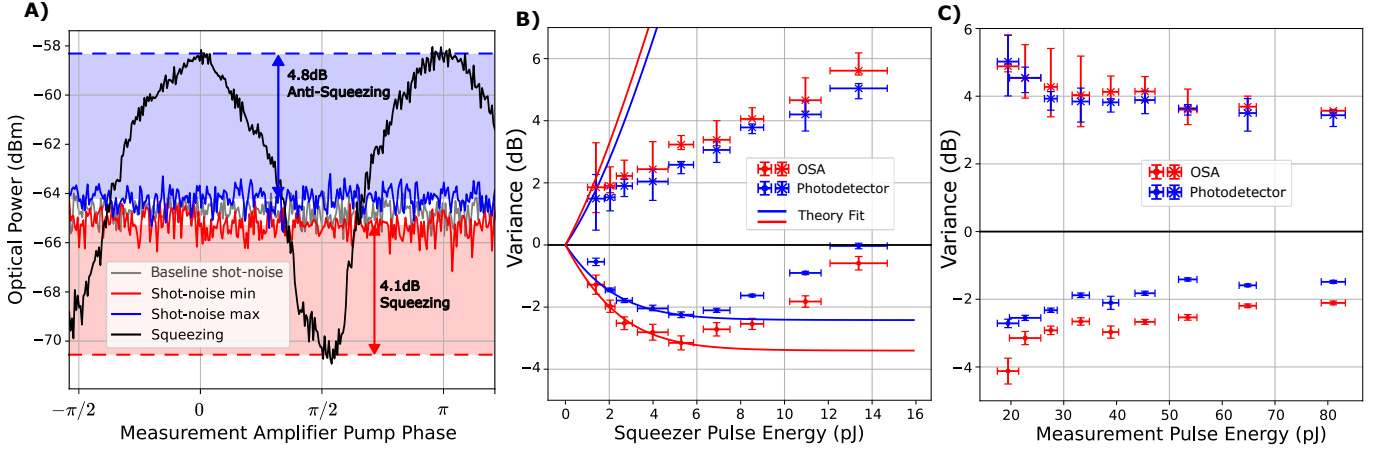 A)
Optical Power (dBm)
−58
−60
−62
−64
−66
−68
−70
4.8dB
Anti-Squeezing
4.1dB
Squeezing
Baseline shot-noise
Shot-noise min
Shot-noise max
Squeezing
−π/2
0
π/2
π
Measurement Amplifier Pump Phase
B)
Variance (dB)
6
4
2
0
−2
−4
OSA
Photodetector
Theory Fit
0 2 4 6 8 10 12 14 16
Squeezer Pulse Energy (pJ)
C)
Variance (dB)
6
4
2
0
−2
−4
OSA
Photodetector
20 30 40 50 60 70 80
Measurement Pulse Energy (pJ)